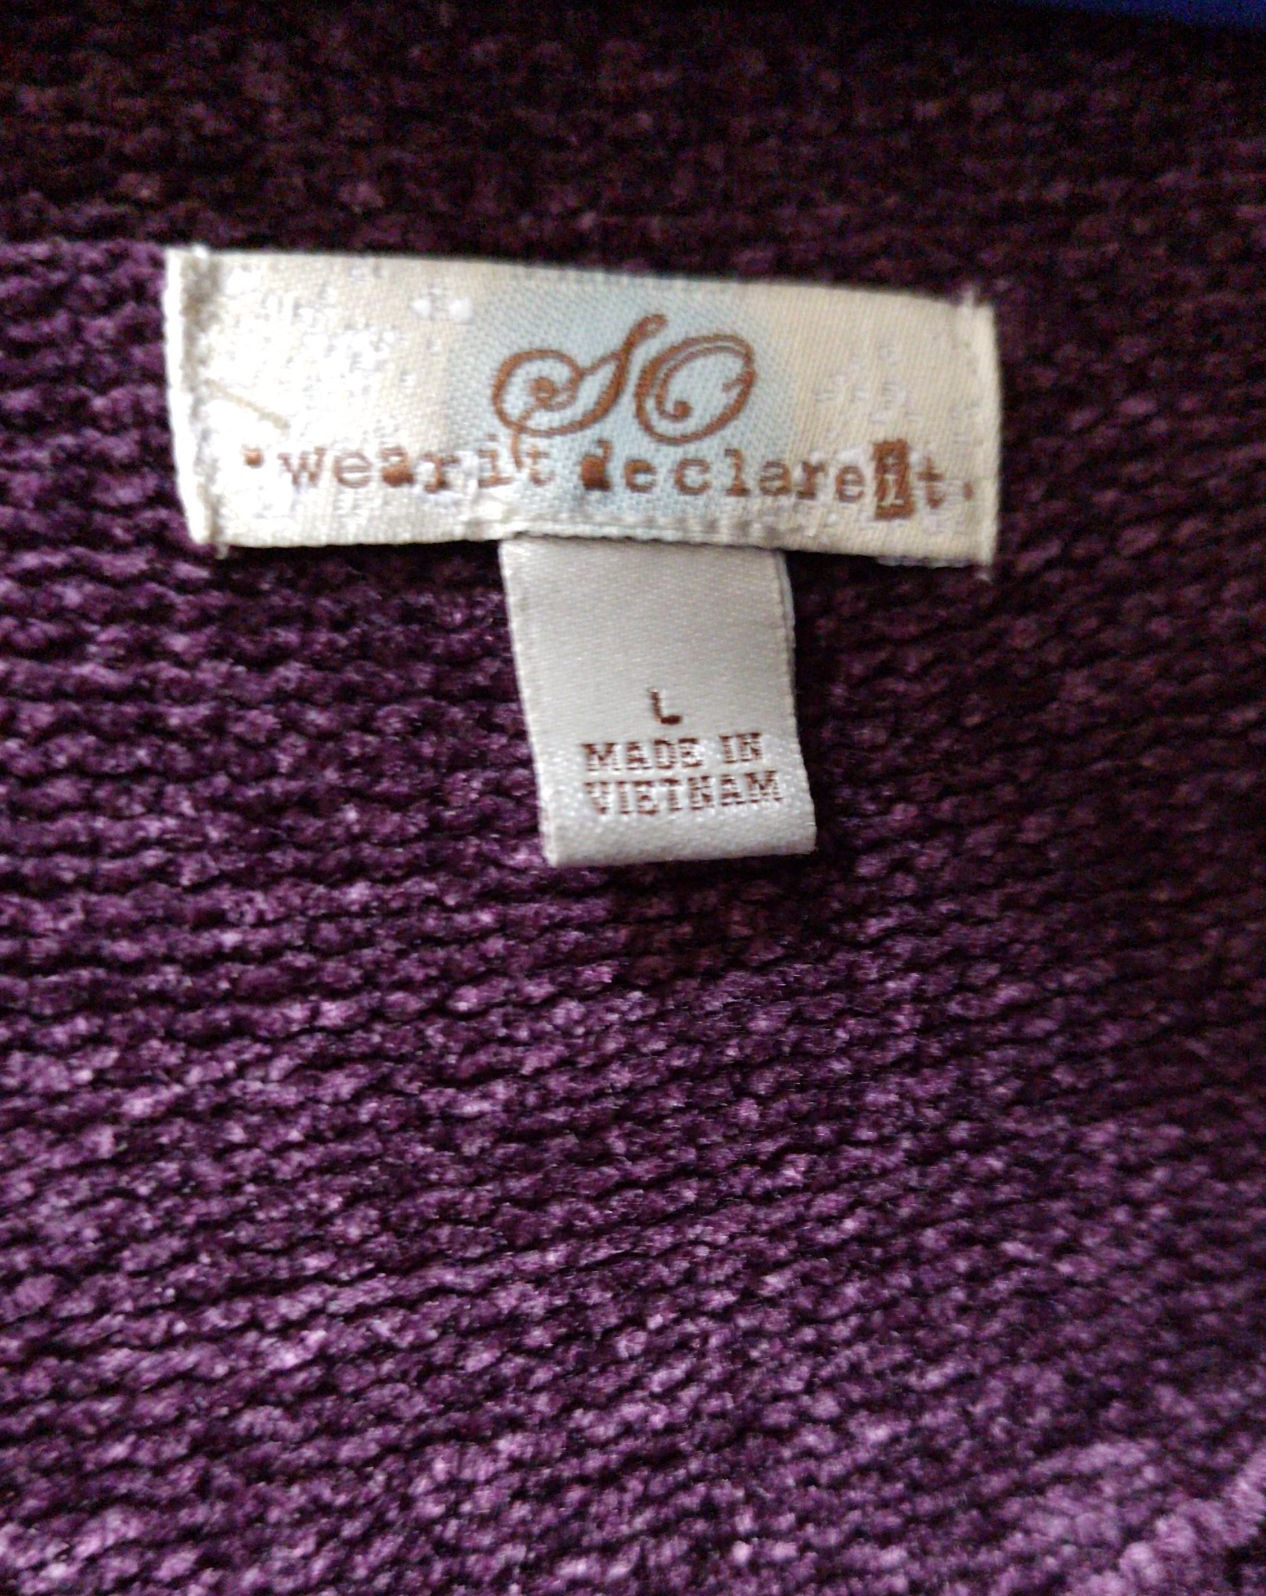 SO
• wear it declare it •
L
MADE IN
VIETNAM